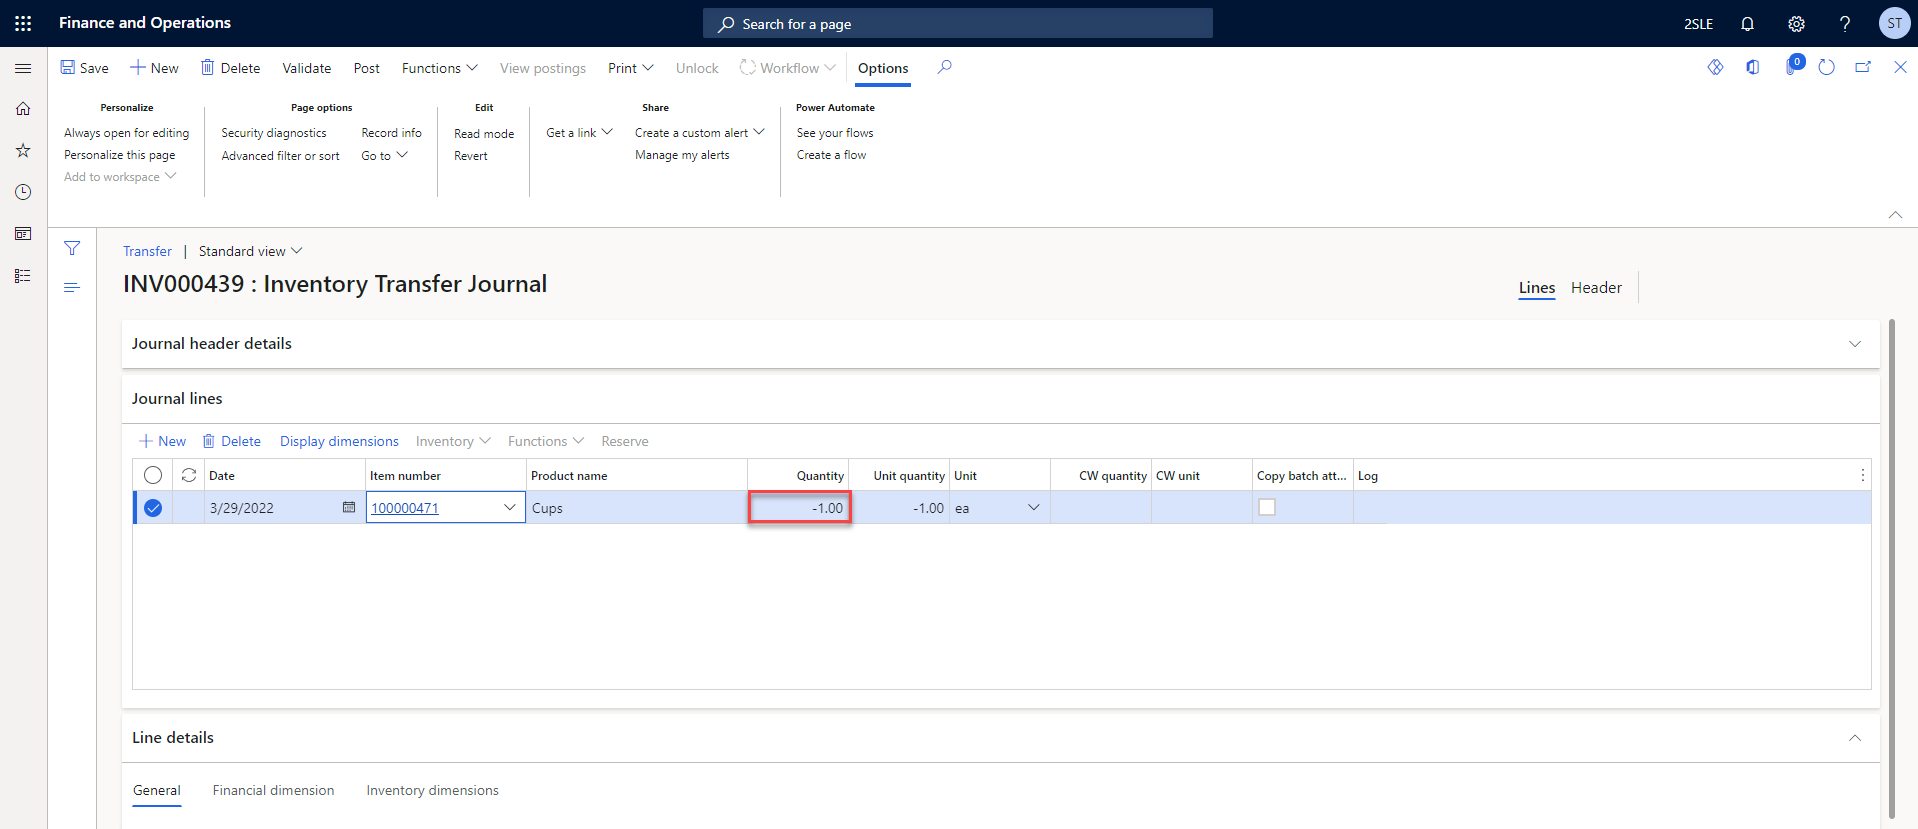 Finance and Operations
Search for a page
2SLE
?
ST
Save
New
Delete
Validate
Post
Functions
View postings
Print
Unlock
Workflow
Options
0
Personalize
Always open for editing
Personalize this page
Add to workspace
Page options
Security diagnostics
Advanced filter or sort
Record info
Go to
Edit
Read mode
Revert
Share
Get a link
Create a custom alert
Manage my alerts
Power Automate
See your flows
Create a flow
Transfer | Standard view
INV000439 : Inventory Transfer Journal
Lines
Header
Journal header details
Journal lines
New
Delete
Display dimensions
Inventory
Functions
Reserve
Date
Item number
Product name
Quantity
Unit quantity
Unit
CW quantity
CW unit
Copy batch att...
Log
3/29/2022
100000471
Cups
-1.00
-1.00
ea
Line details
General
Financial dimension
Inventory dimensions